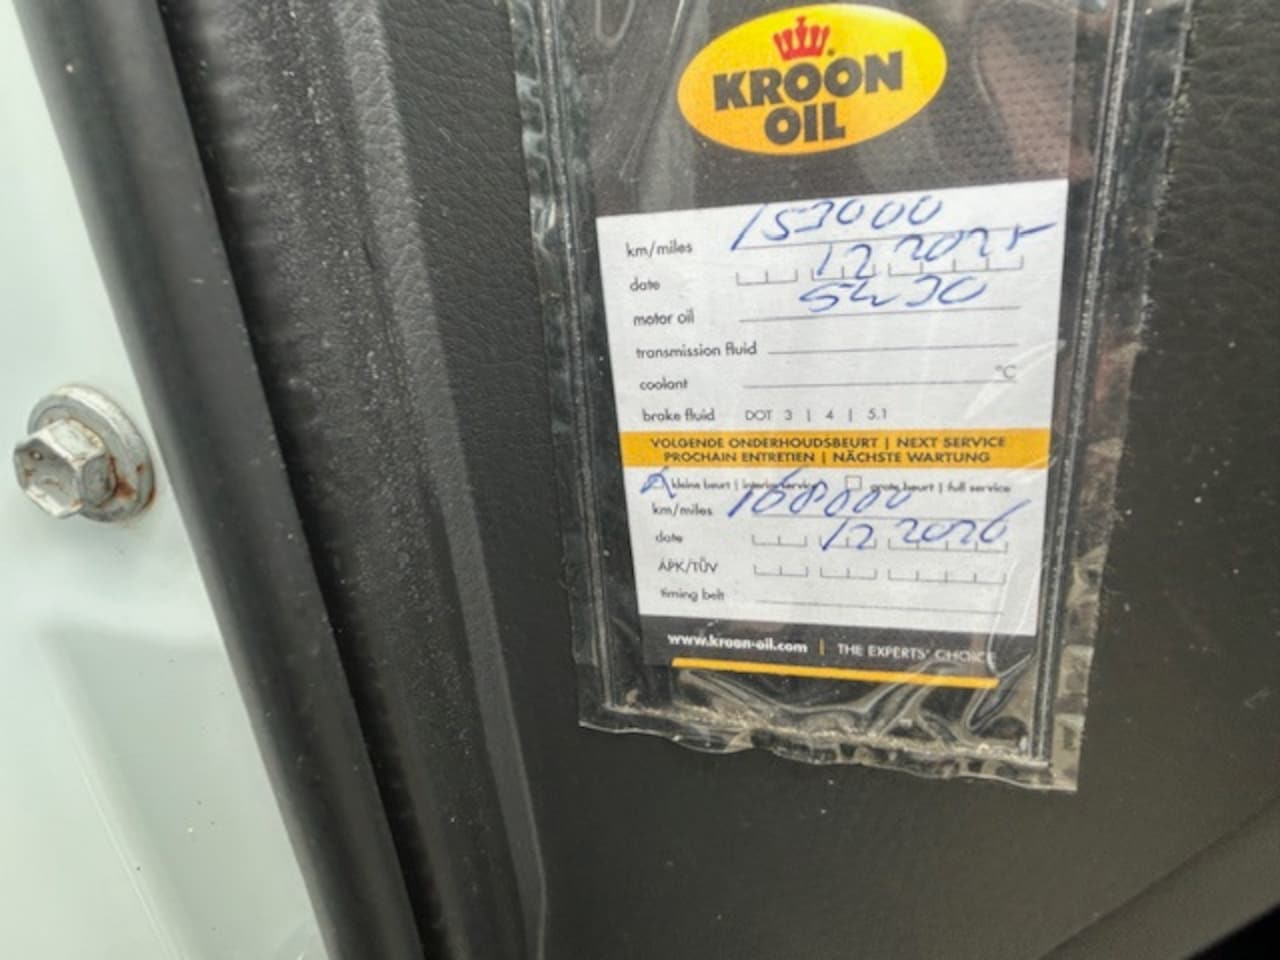 KROON
OIL
km/miles 153000
date 12 2025
motor oil 5W30
transmission fluid
coolant °C
brake fluid DOT 3 | 4 | 5.1
VOLGENDE ONDERHOUDSBEURT | NEXT SERVICE
PROCHAIN ENTRETIEN | NÄCHSTE WARTUNG
kleine beurt | interim service grote beurt | full service
km/miles 168000
date 12 2026
APK/TÜV
timing belt
www.kroon-oil.com | THE EXPERTS' CHOICE